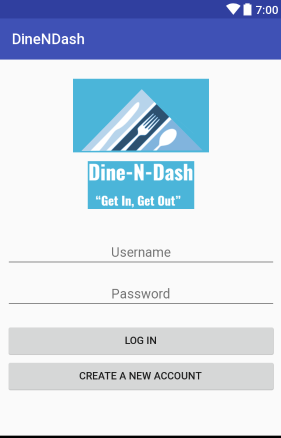 7:00
DineNDash
Dine-N-Dash
“Get In, Get Out”
Username
Password
LOG IN
CREATE A NEW ACCOUNT